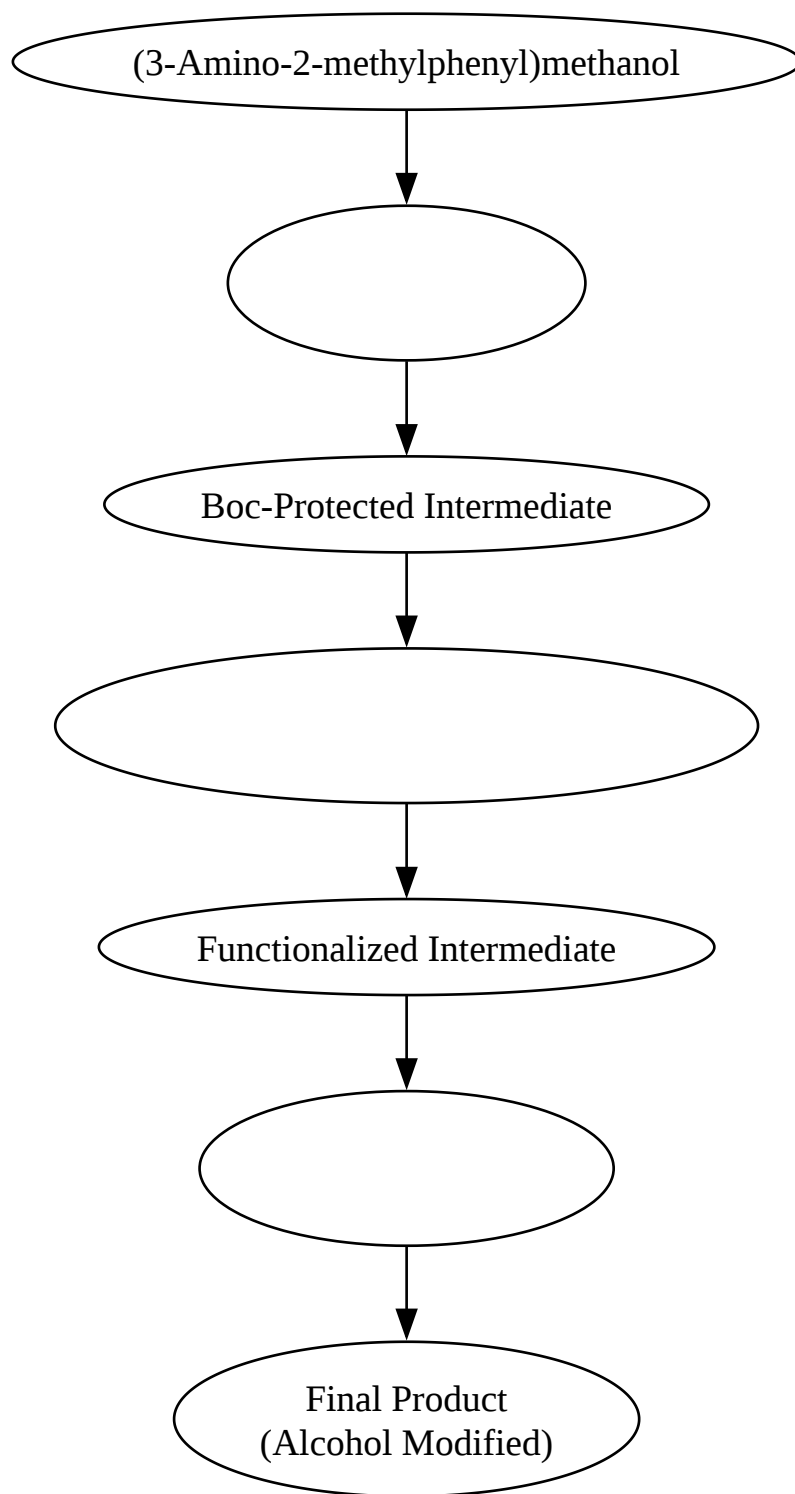 (3-Amino-2-methylphenyl)methanol
Boc-Protected Intermediate
Functionalized Intermediate
Final Product
(Alcohol Modified)